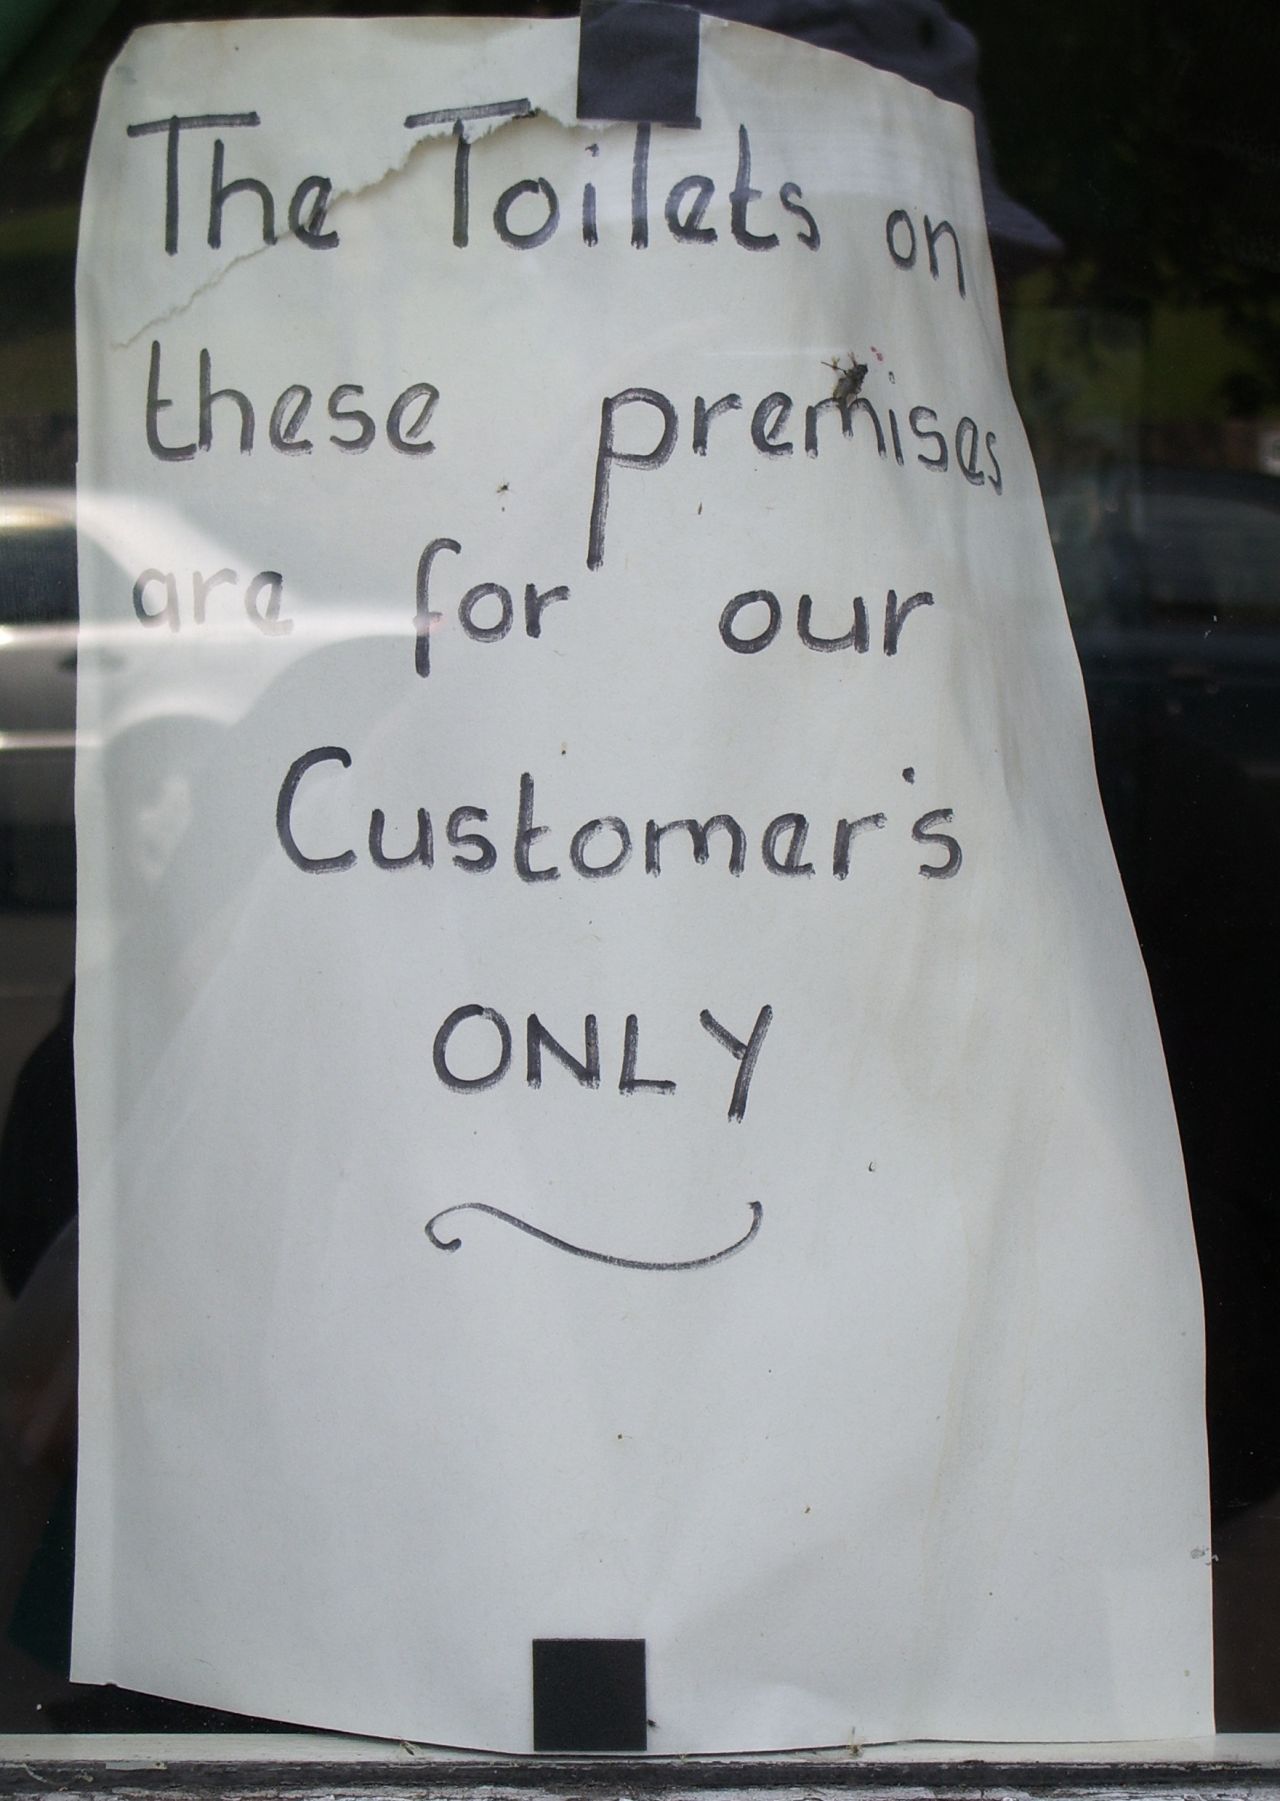 The Toilets on
these premises
are for our
Customer's
ONLY